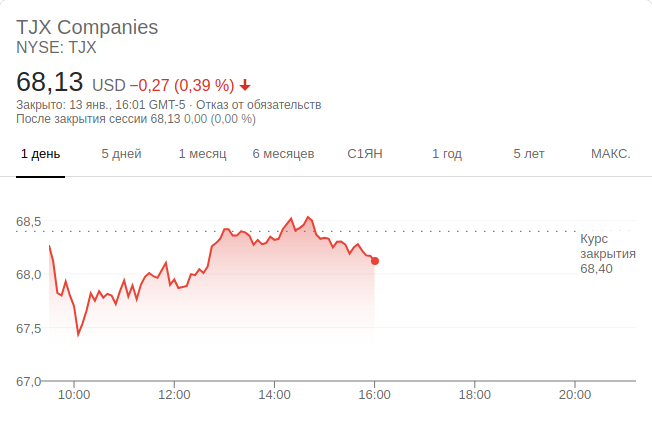 TJX Companies
NYSE: TJX
68,13 USD −0,27 (0,39 %)
Закрыто: 13 янв., 16:01 GMT-5 · Отказ от обязательств
После закрытия сессии 68,13 0,00 (0,00 %)
1 день 5 дней 1 месяц 6 месяцев С1ЯН 1 год 5 лет МАКС.
68,5
Курс
закрытия
68,40
68,0
67,5
67,0
10:00 12:00 14:00 16:00 18:00 20:00